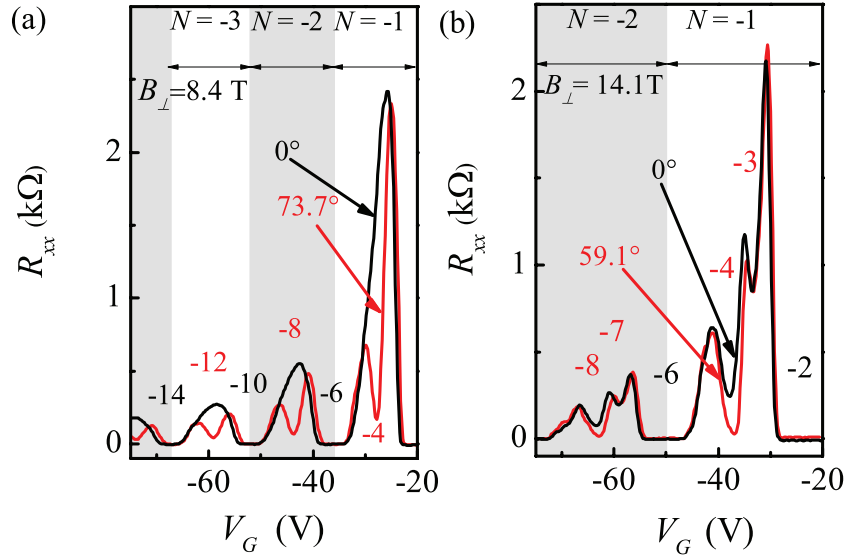 (a)
N = -3
N = -2
N = -1
B⊥=8.4 T
0°
73.7°
-14
-12
-10
-8
-6
-4
2
1
0
Rxx (kΩ)
-60
-40
-20
VG (V)
(b)
N = -2
N = -1
B⊥ = 14.1T
0°
59.1°
-3
-4
-7
-8
-6
-2
2
1
0
Rxx (kΩ)
-60
-40
-20
VG (V)